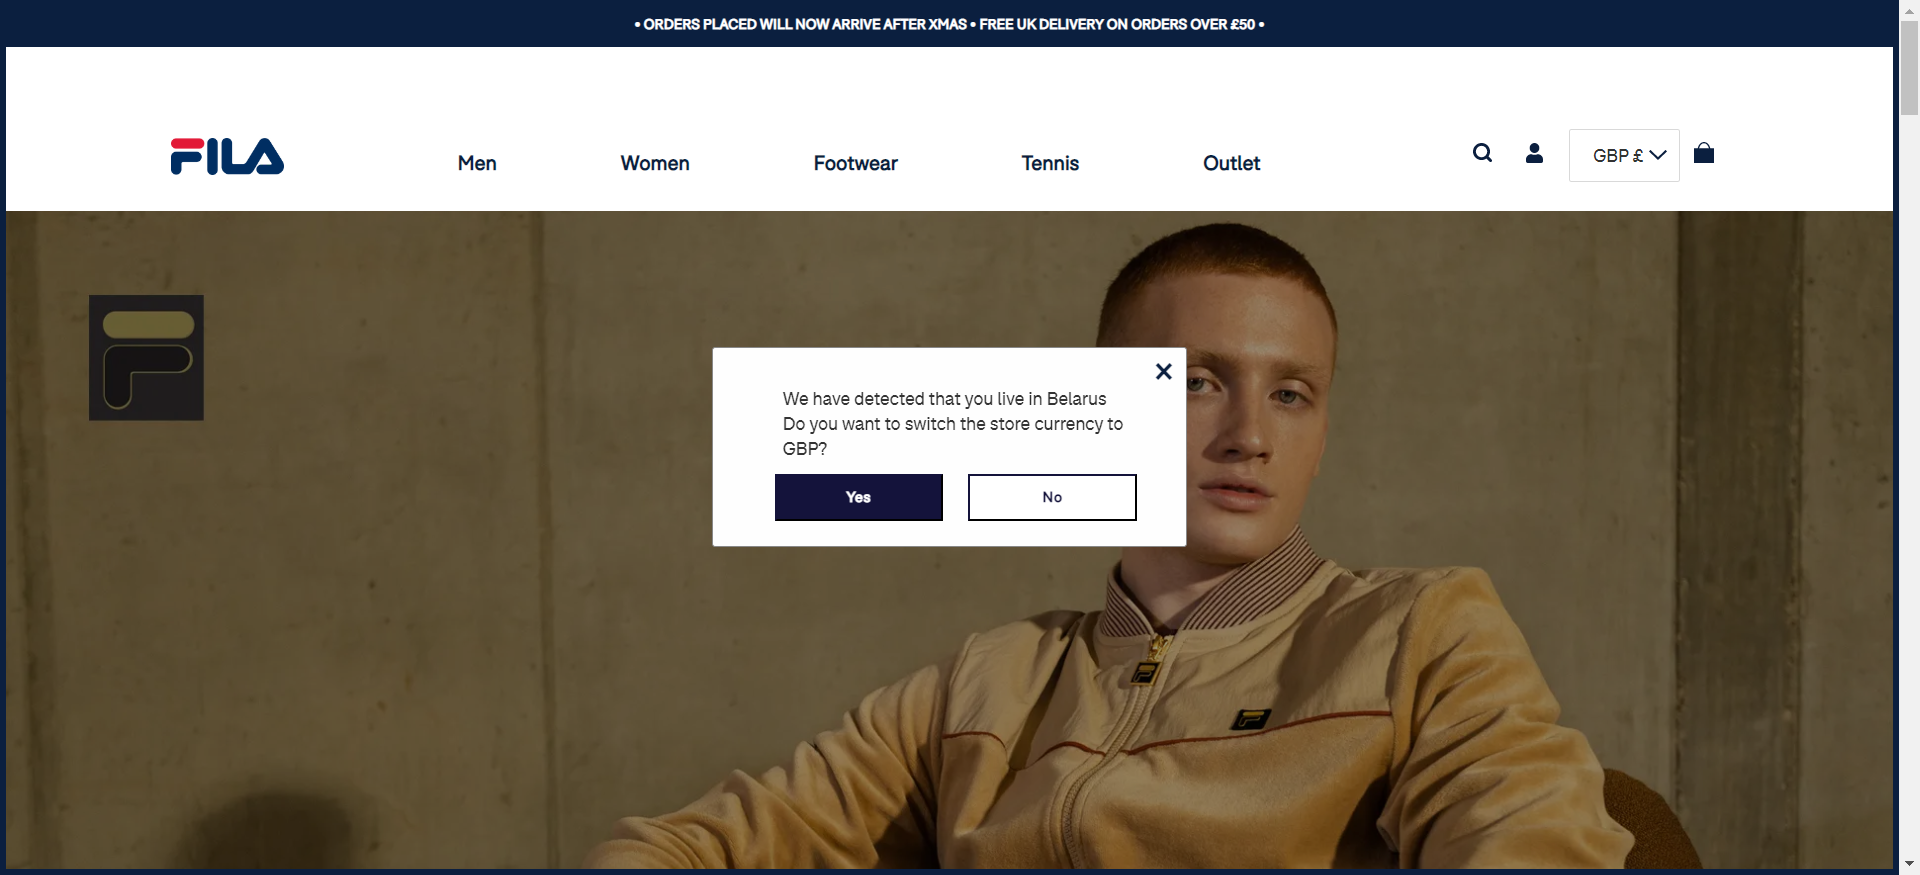 • ORDERS PLACED WILL NOW ARRIVE AFTER XMAS • FREE UK DELIVERY ON ORDERS OVER £50 •
FILA
Men
Women
Footwear
Tennis
Outlet
GBP £
We have detected that you live in Belarus
Do you want to switch the store currency to
GBP?
Yes
No